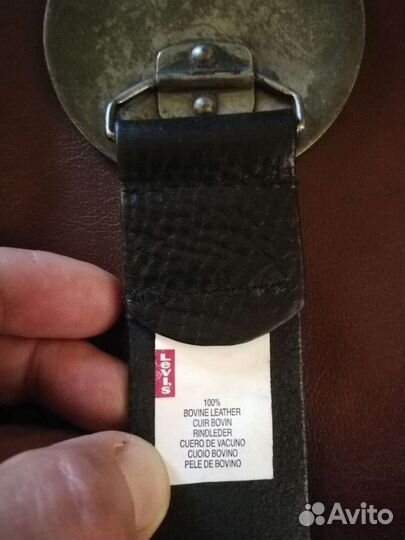 LEVI'S
100%
BOVINE LEATHER
CUIR BOVIN
RINDLEDER
CUERO DE VACUNO
CUOIO BOVINO
PELE DE BOVINO
Avito